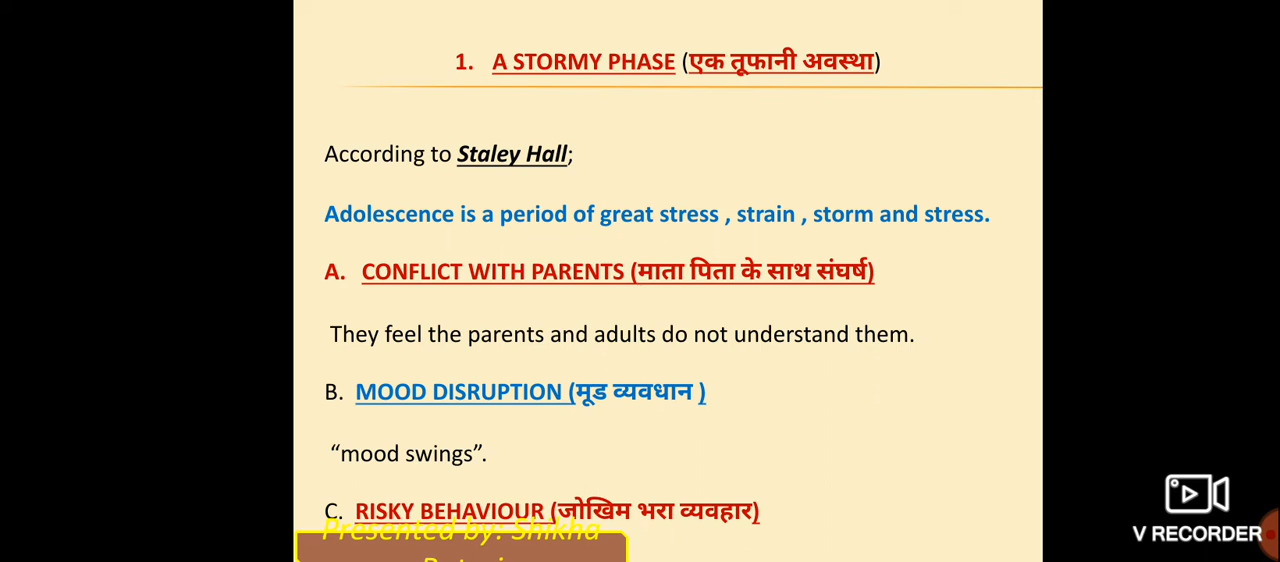 1. A STORMY PHASE (एक तूफानी अवस्था)
According to Staley Hall;
Adolescence is a period of great stress , strain , storm and stress.
A. CONFLICT WITH PARENTS (माता पिता के साथ संघर्ष)
They feel the parents and adults do not understand them.
B. MOOD DISRUPTION (मूड व्यवधान )
“mood swings”.
C. RISKY BEHAVIOUR (जोखिम भरा व्यवहार)
Presented by: Shikha
V RECORDER